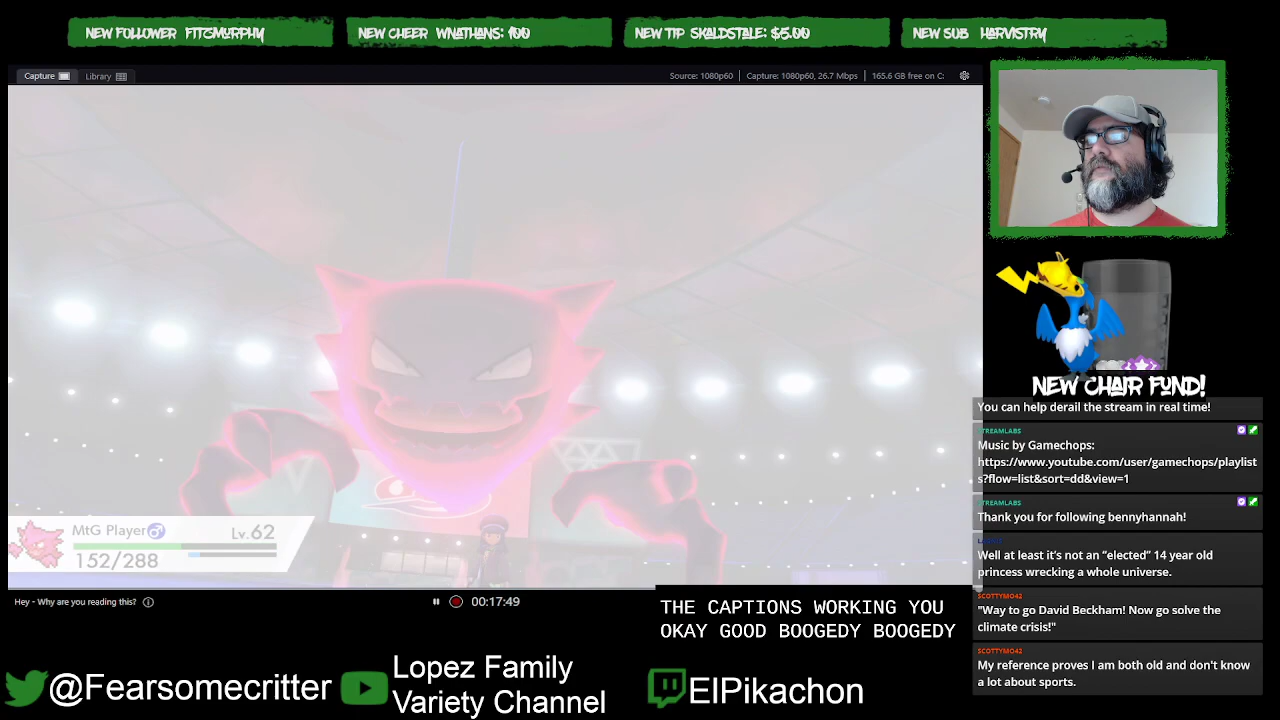 NEW FOLLOWER FITZMURPHY
NEW CHEER WNATHANS: 100
NEW TIP SKALDSTALE: $5.00
NEW SUB HARVISTRY
Capture
Library
Source: 1080p60 | Capture: 1080p60, 26.7 Mbps | 165.6 GB free on C:
MtG Player
Lv. 62
152/288
Hey - Why are you reading this?
00:17:49
THE CAPTIONS WORKING YOU
OKAY GOOD BOOGEDY BOOGEDY
NEW CHAIR FUND!
You can help derail the stream in real time!
STREAMLABS
Music by Gamechops:
https://www.youtube.com/user/gamechops/playlist
s?flow=list&sort=dd&view=1
STREAMLABS
Thank you for following bennyhannah!
Well at least it’s not an “elected” 14 year old
princess wrecking a whole universe.
SCOTTYMO42
"Way to go David Beckham! Now go solve the
climate crisis!"
SCOTTYMO42
My reference proves I am both old and don't know
a lot about sports.
@Fearsomecritter
Lopez Family
Variety Channel
ElPikachon